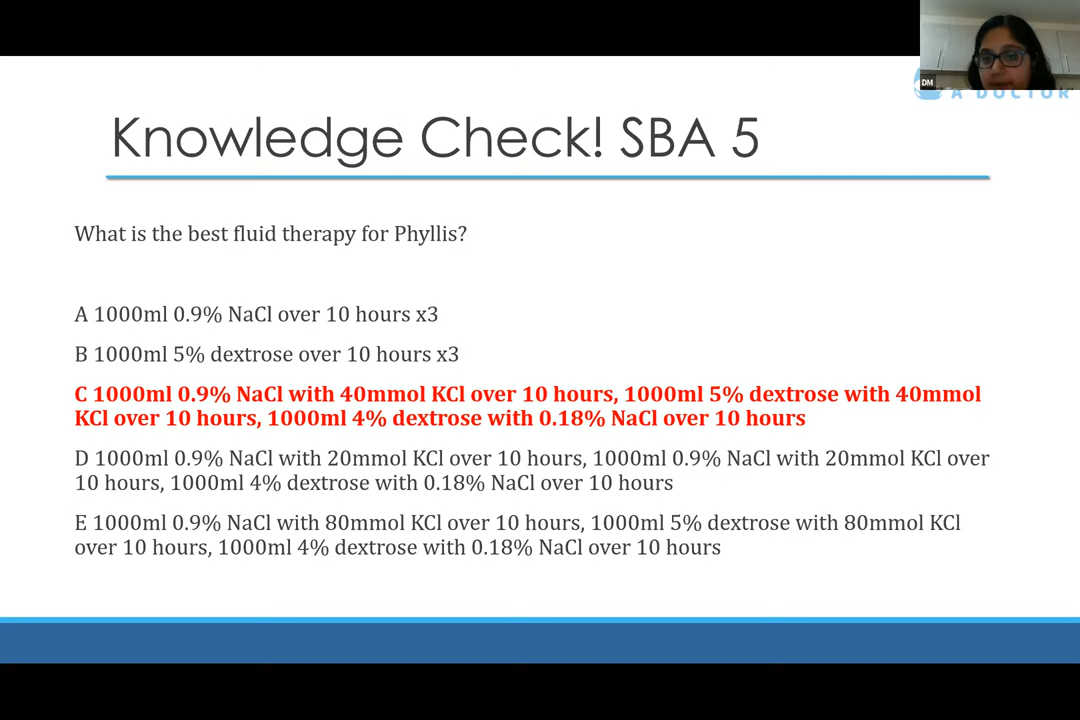 DM
A DOCTOR
Knowledge Check! SBA 5
What is the best fluid therapy for Phyllis?
A 1000ml 0.9% NaCl over 10 hours x3
B 1000ml 5% dextrose over 10 hours x3
C 1000ml 0.9% NaCl with 40mmol KCl over 10 hours, 1000ml 5% dextrose with 40mmol
KCl over 10 hours, 1000ml 4% dextrose with 0.18% NaCl over 10 hours
D 1000ml 0.9% NaCl with 20mmol KCl over 10 hours, 1000ml 0.9% NaCl with 20mmol KCl over
10 hours, 1000ml 4% dextrose with 0.18% NaCl over 10 hours
E 1000ml 0.9% NaCl with 80mmol KCl over 10 hours, 1000ml 5% dextrose with 80mmol KCl
over 10 hours, 1000ml 4% dextrose with 0.18% NaCl over 10 hours